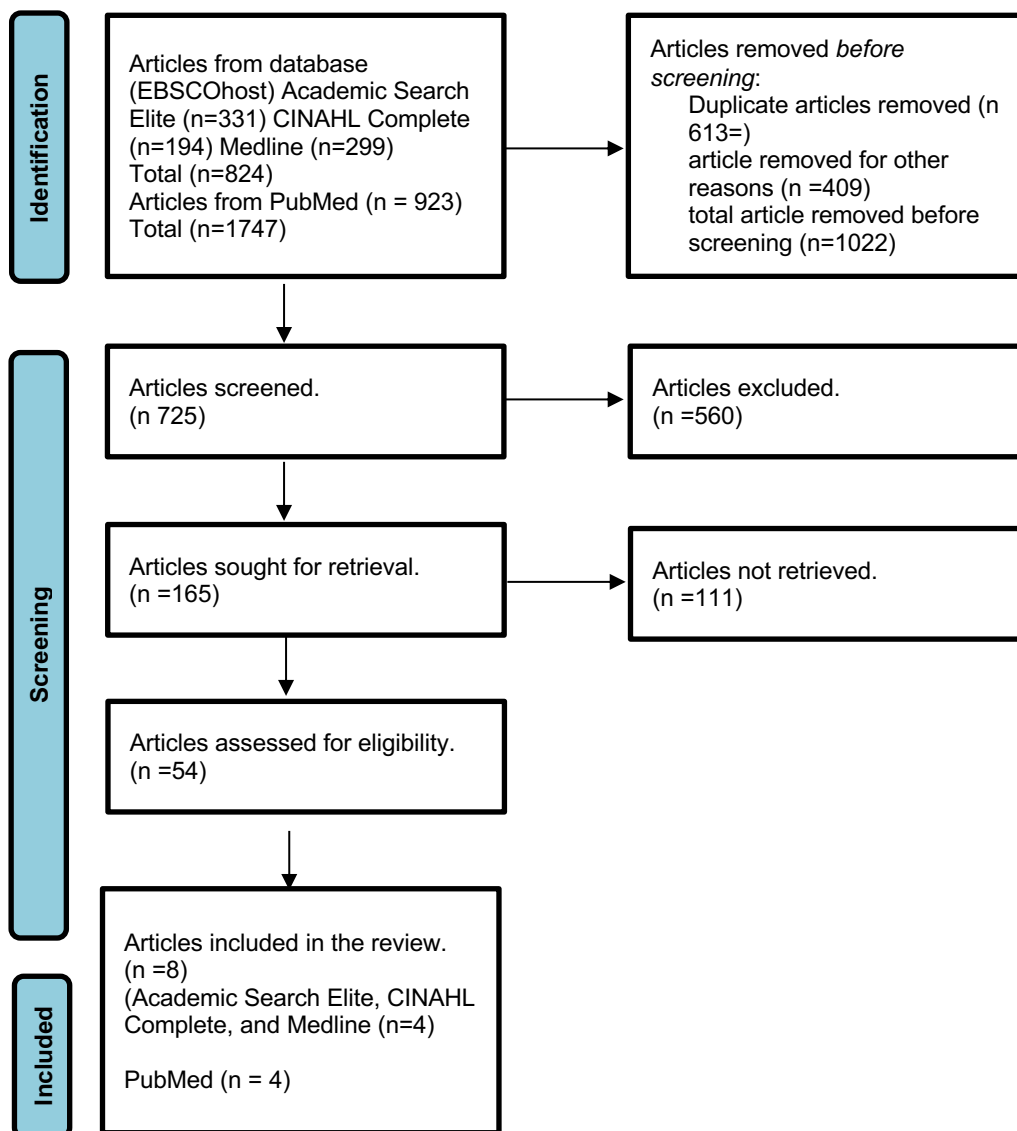 Identification
Articles from database
(EBSCOhost) Academic Search
Elite (n=331) CINAHL Complete
(n=194) Medline (n=299)
Total (n=824)
Articles from PubMed (n = 923)
Total (n=1747)
Articles removed before
screening:
Duplicate articles removed (n
613=)
article removed for other
reasons (n =409)
total article removed before
screening (n=1022)
Screening
Articles screened.
(n 725)
Articles excluded.
(n =560)
Articles sought for retrieval.
(n =165)
Articles not retrieved.
(n =111)
Articles assessed for eligibility.
(n =54)
Included
Articles included in the review.
(n =8)
(Academic Search Elite, CINAHL
Complete, and Medline (n=4)
PubMed (n = 4)